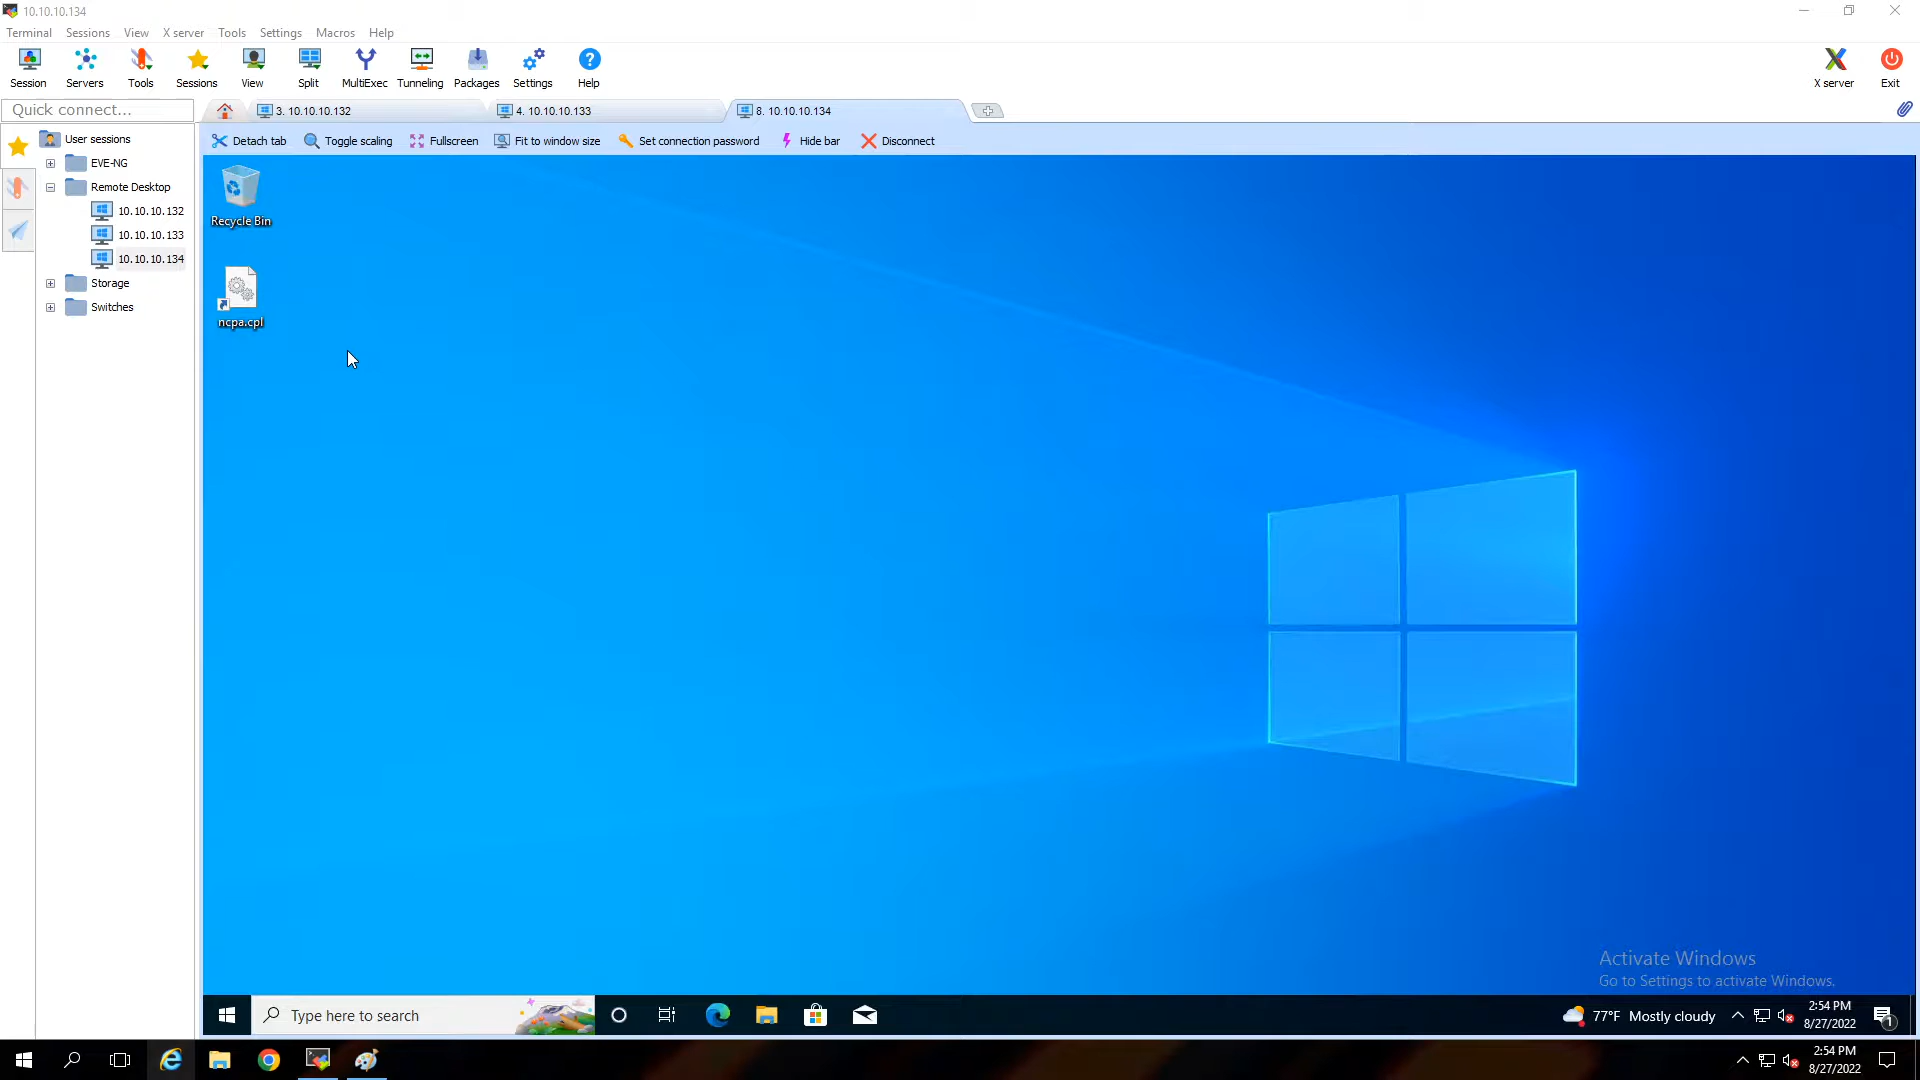 10.10.10.134
Terminal Sessions View X server Tools Settings Macros Help
Session Servers Tools Sessions View Split MultiExec Tunneling Packages Settings Help X server Exit
Quick connect...
3. 10.10.10.132
4. 10.10.10.133
8. 10.10.10.134
Detach tab Toggle scaling Fullscreen Fit to window size Set connection password Hide bar Disconnect
User sessions
EVE-NG
Remote Desktop
10.10.10.132
10.10.10.133
10.10.10.134
Storage
Switches
Recycle Bin
ncpa.cpl
Activate Windows
Go to Settings to activate Windows.
Type here to search
77°F Mostly cloudy
2:54 PM
8/27/2022
1
2:54 PM
8/27/2022